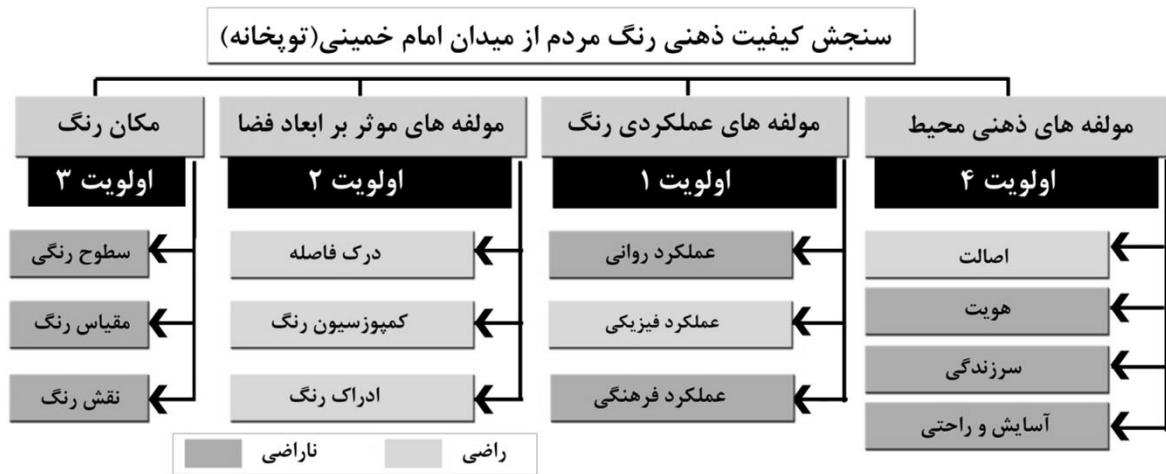 سنجش کیفیت ذهنی رنگ مردم از میدان امام خمینی(توپخانه)
مولفه های ذهنی محیط
اولویت ۴
اصالت
هویت
سرزندگی
آسایش و راحتی
مولفه های عملکردی رنگ
اولویت ۱
عملکرد روانی
عملکرد فیزیکی
عملکرد فرهنگی
مولفه های موثر بر ابعاد فضا
اولویت ۲
درک فاصله
کمپوزسیون رنگ
ادراک رنگ
مکان رنگ
اولویت ۳
سطوح رنگی
مقیاس رنگ
نقش رنگ
راضی
ناراضی